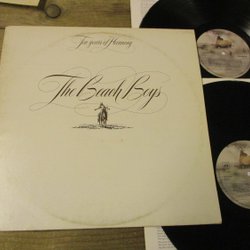 Ten years of Harmony
The Beach Boys